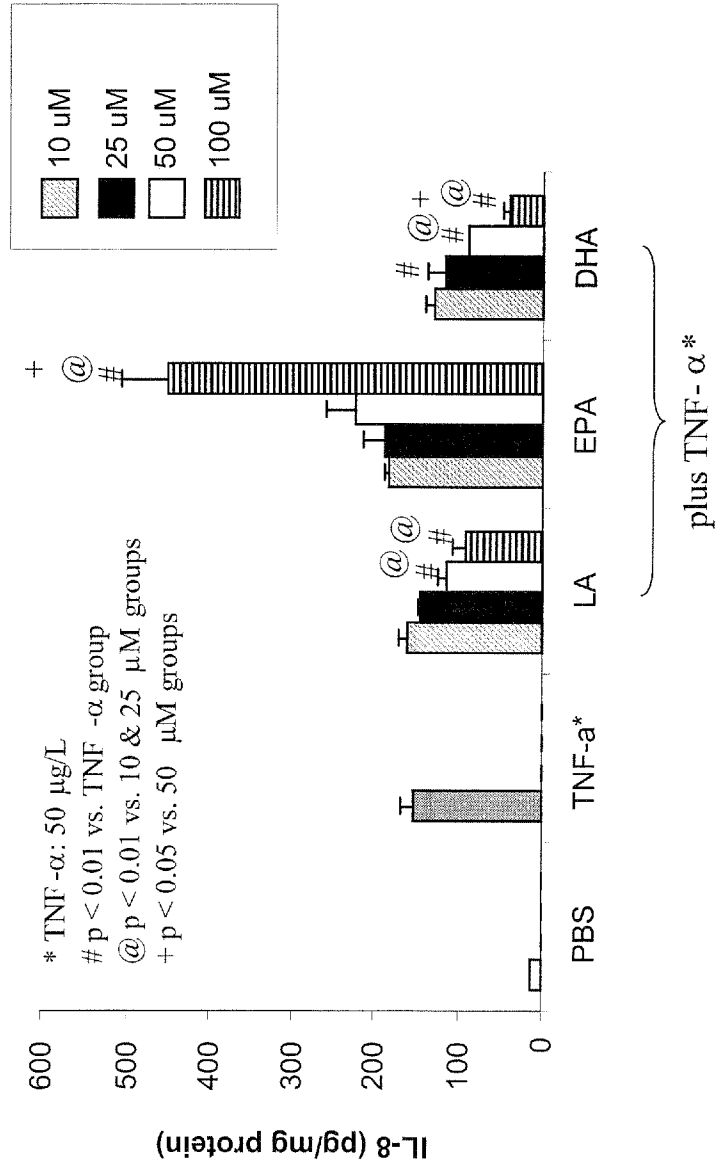 * TNF-α: 50 μg/L
# p < 0.01 vs. TNF -α group
@ p < 0.01 vs. 10 & 25 μM groups
+ p < 0.05 vs. 50 μM groups
10 uM
25 uM
50 uM
100 uM
IL-8 (pg/mg protein)
600
500
400
300
200
100
0
@
#
@
#
+
@
#
#
@
#
+
@
#
PBS
TNF-a*
LA
EPA
DHA
plus TNF- α*